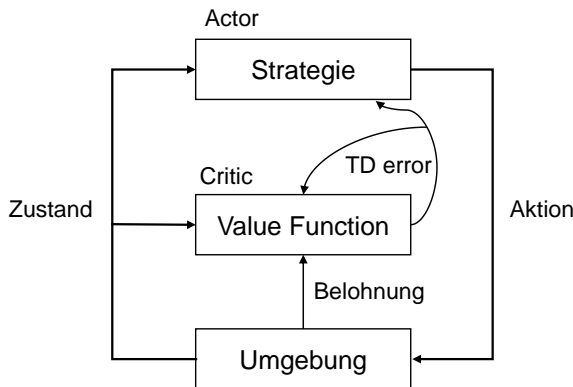 Actor
Strategie
TD error
Critic
Zustand
Value Function
Aktion
Belohnung
Umgebung